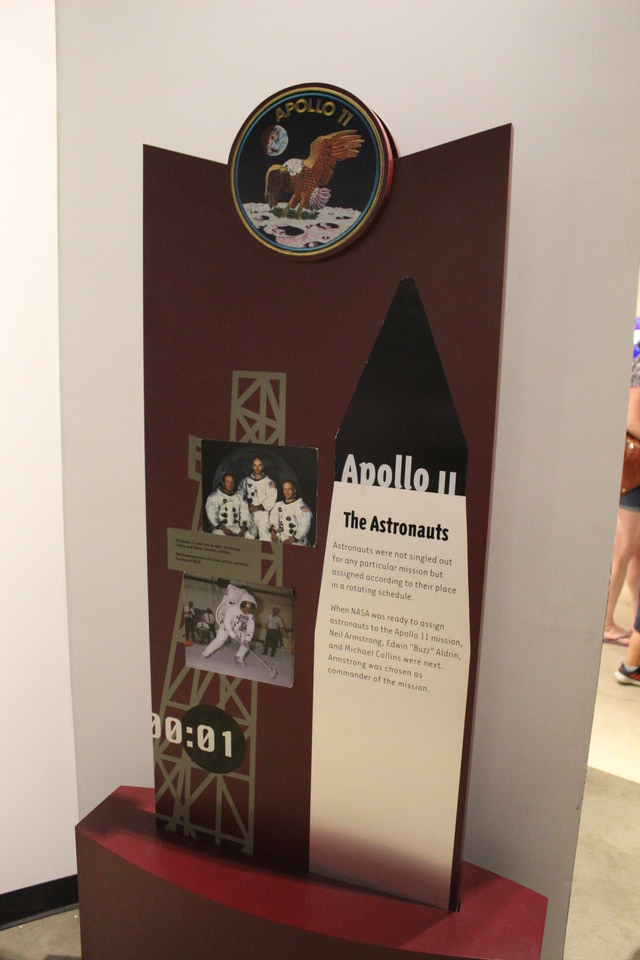 APOLLO 11
Apollo 11
The Astronauts
Astronauts were not singled out
for any particular mission but
assigned according to their place
in a rotating schedule.
When NASA was ready to assign
astronauts to the Apollo 11 mission,
Neil Armstrong, Edwin "Buzz" Aldrin,
and Michael Collins were next.
Armstrong was chosen as
commander of the mission.
00:01